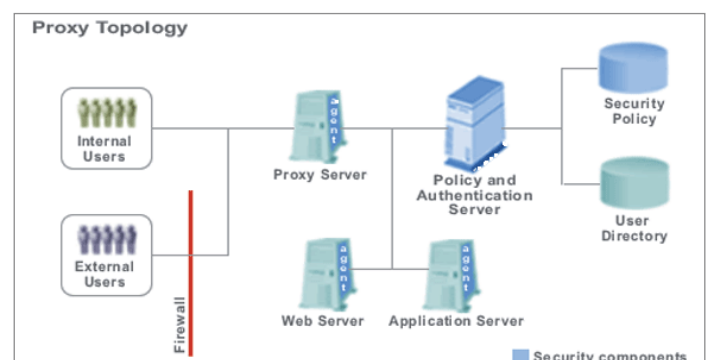 Proxy Topology
Internal
Users
agent
Proxy Server
Policy and
Authentication
Server
Security
Policy
User
Directory
External
Users
Firewall
agent
Web Server
agent
Application Server
Security components